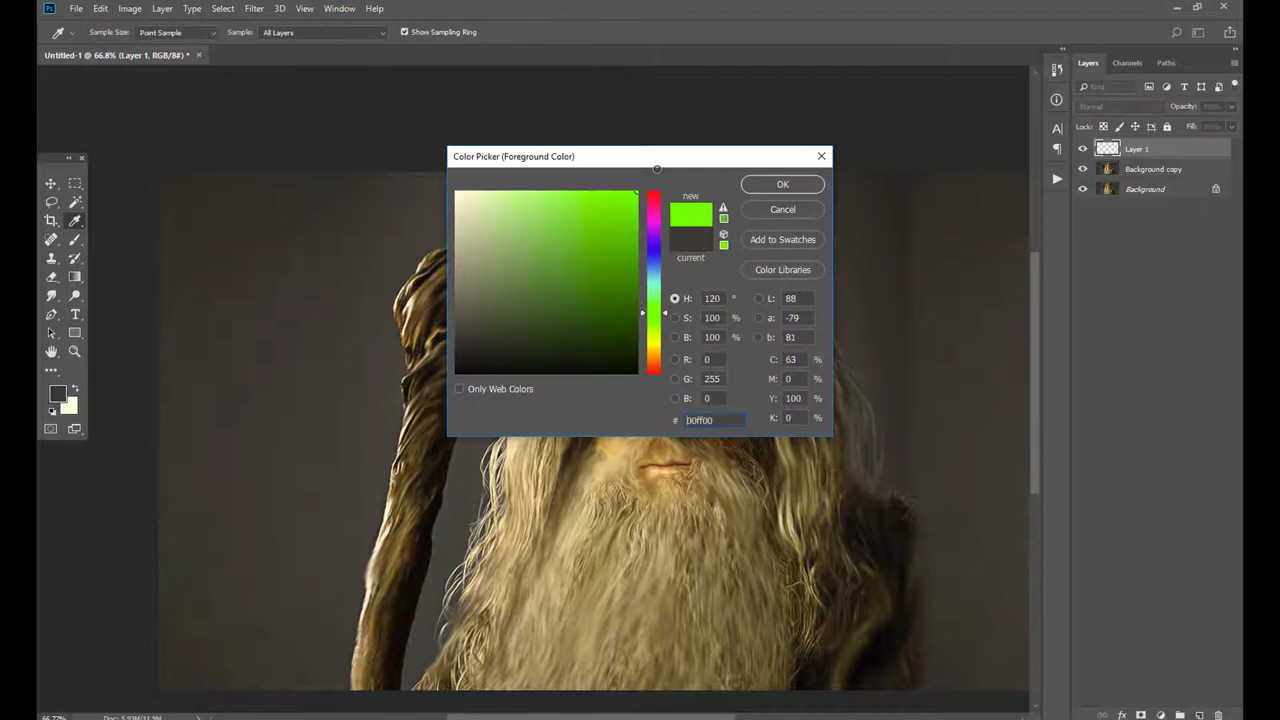 Ps File Edit Image Layer Type Select Filter 3D View Window Help
Sample Size: Point Sample Sample: All Layers Show Sampling Ring
Untitled-1 @ 66.8% (Layer 1, RGB/8#) *
Layers Channels Paths
Kind
Normal Opacity:
Lock: Fill:
Layer 1
Background copy
Background
Color Picker (Foreground Color)
new
current
OK
Cancel
Add to Swatches
Color Libraries
H: 120 ° L: 88
S: 100 % a: -79
B: 100 % b: 81
R: 0 C: 63 %
G: 255 M: 0 %
B: 0 Y: 100 %
# 00ff00 K: 0 %
Only Web Colors